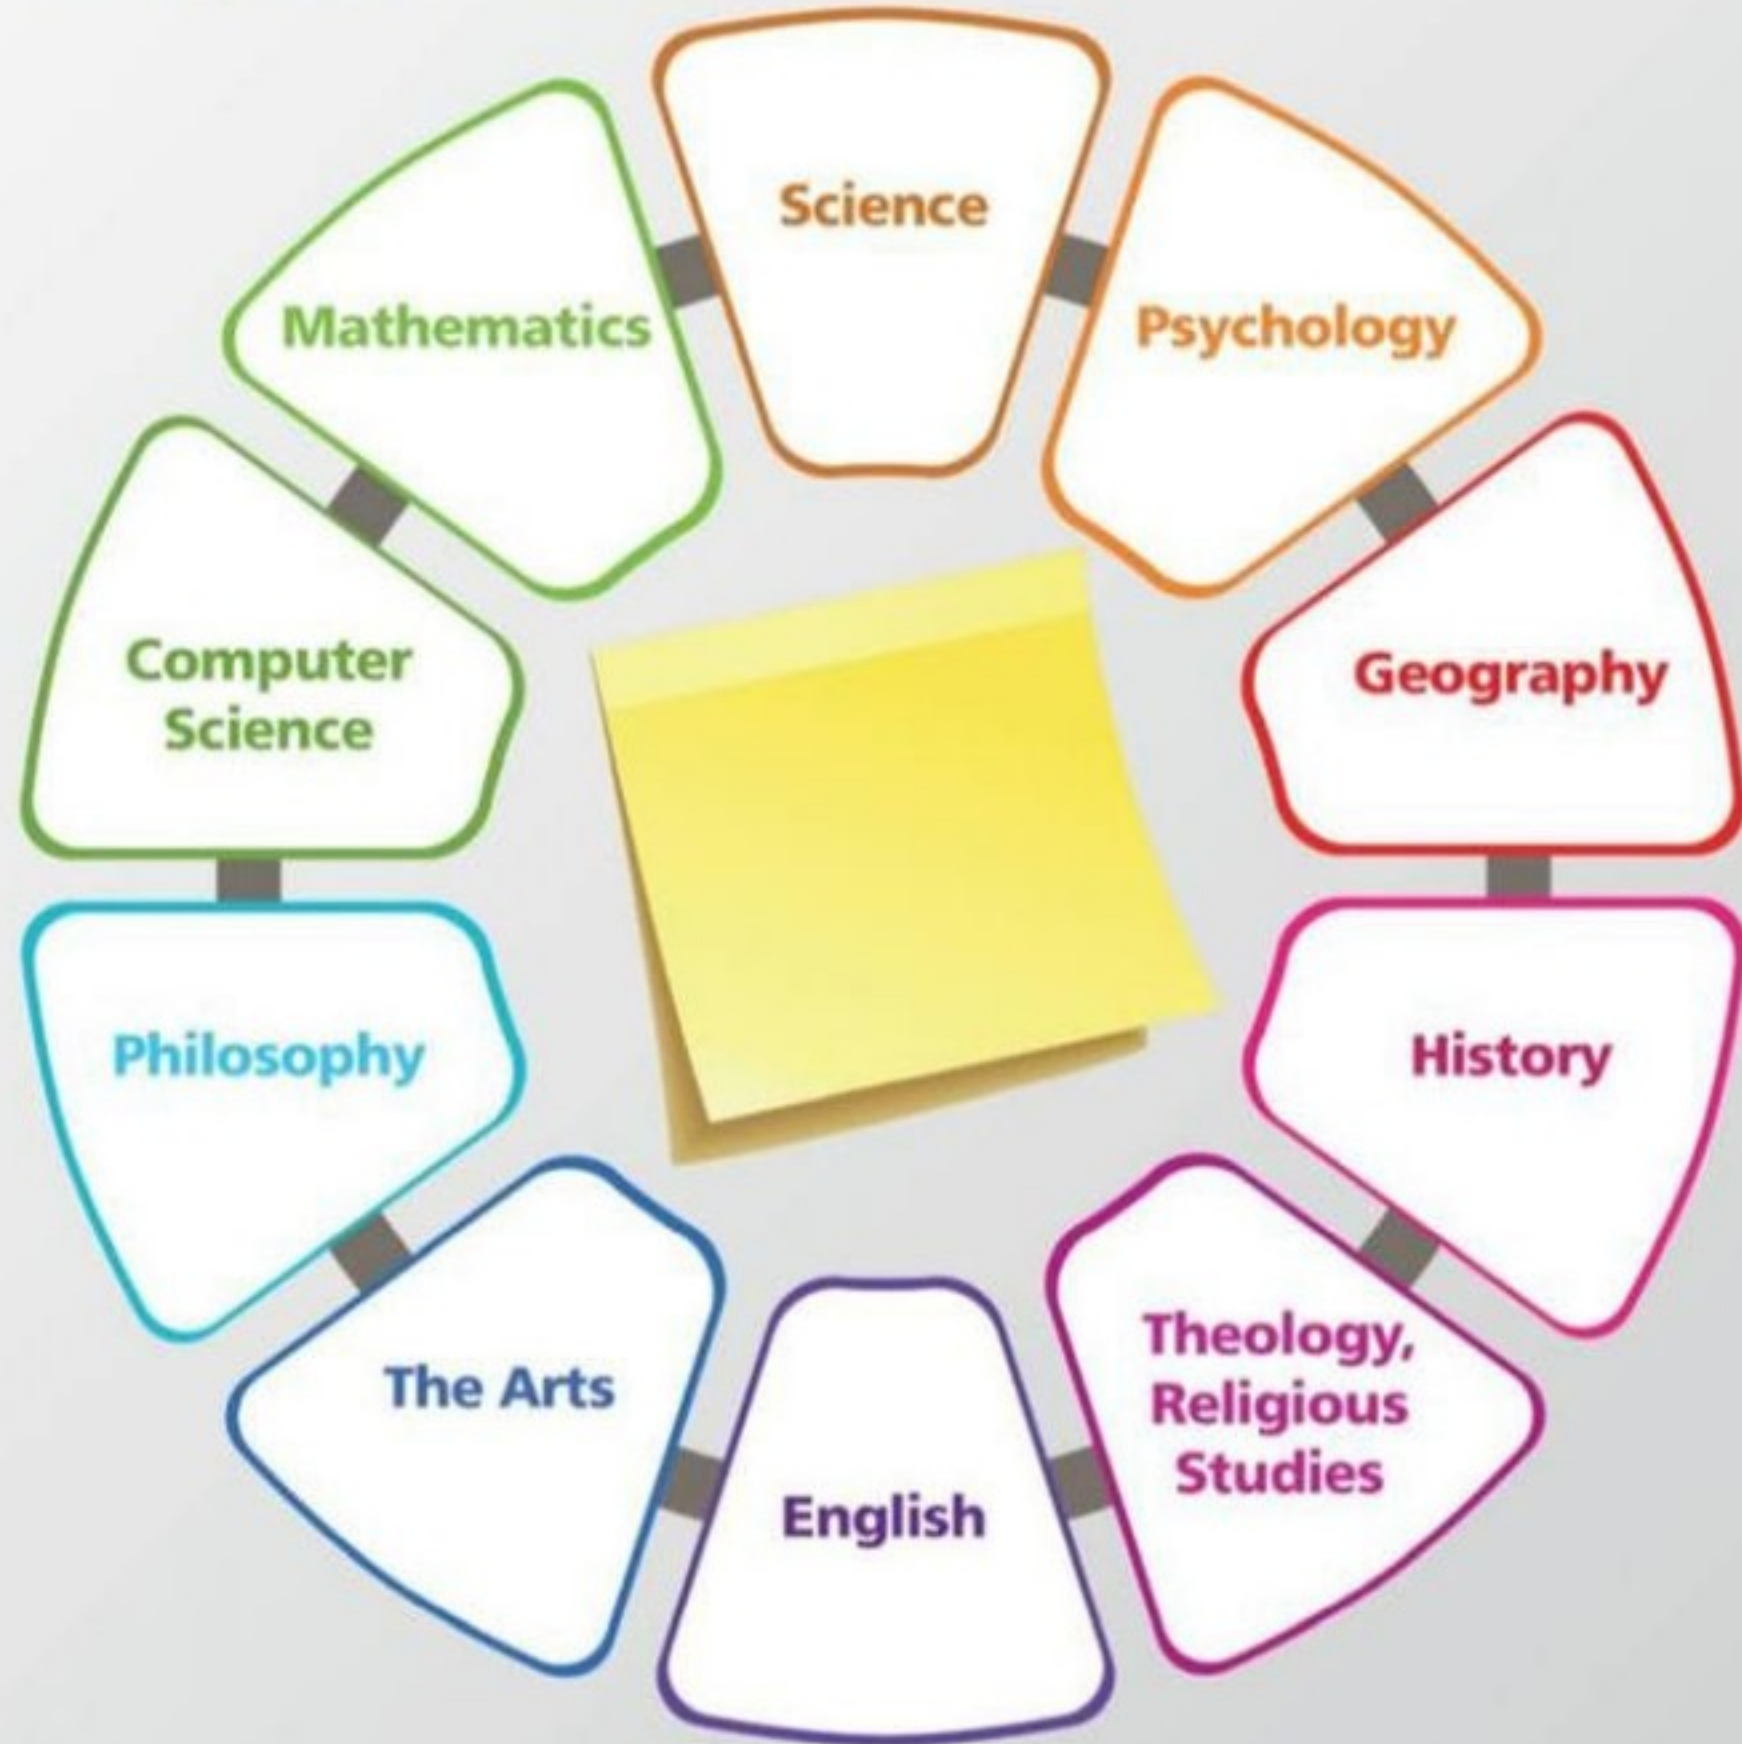 Science
Psychology
Geography
History
Theology,
Religious
Studies
English
The Arts
Philosophy
Computer
Science
Mathematics